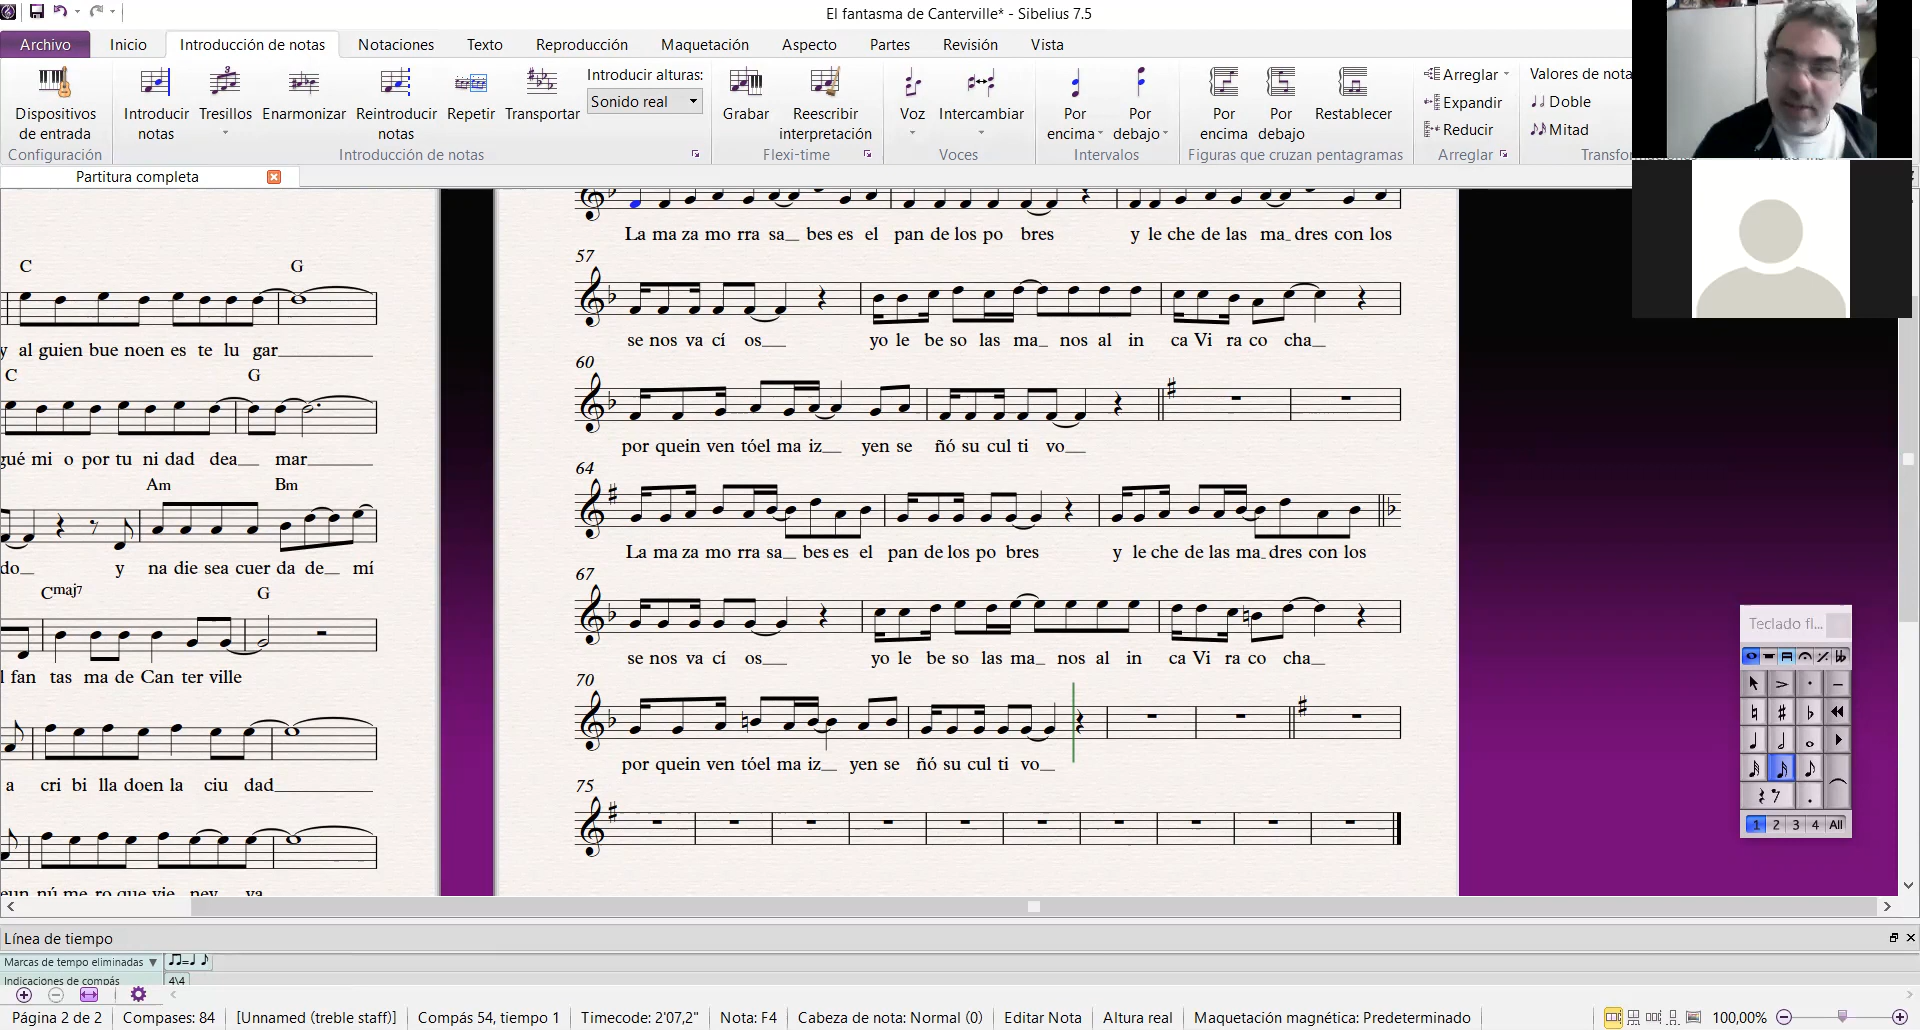 El fantasma de Canterville* - Sibelius 7.5
Archivo Inicio Introducción de notas Notaciones Texto Reproducción Maquetación Aspecto Partes Revisión Vista
Dispositivos de entrada
Configuración
Introducir notas
Tresillos
Enarmonizar
Reintroducir notas
Repetir
Transportar
Introducir alturas:
Sonido real
Introducción de notas
Grabar
Reescribir interpretación
Flexi-time
Voz
Intercambiar
Voces
Por encima
Por debajo
Intervalos
Por encima
Por debajo
Restablecer
Figuras que cruzan pentagramas
Arreglar
Expandir
Reducir
Arreglar
Valores de nota
Doble
Mitad
Partitura completa
C G
y al guien bue noen es te lu gar
C G
gué mi o por tu ni dad dea mar
Am Bm
do y na die sea cuer da de mí
Cmaj7 G
l fan tas ma de Can ter ville
a cri bi lla doen la ciu dad
eun nú me ro que vie ney va
La ma za mo rra sa bes es el pan de los po bres y le che de las ma dres con los
57
se nos va cí os yo le be so las ma nos al in ca Vi ra co cha
60
por quein ven tóel ma iz yen se ñó su cul ti vo
64
La ma za mo rra sa bes es el pan de los po bres y le che de las ma dres con los
67
se nos va cí os yo le be so las ma nos al in ca Vi ra co cha
70
por quein ven tóel ma iz yen se ñó su cul ti vo
75
Teclado fl...
1 2 3 4 All
Línea de tiempo
Marcas de tempo eliminadas
Indicaciones de compás 4\4
Página 2 de 2 Compases: 84 [Unnamed (treble staff)] Compás 54, tiempo 1 Timecode: 2'07,2" Nota: F4 Cabeza de nota: Normal (0) Editar Nota Altura real Maquetación magnética: Predeterminado 100,00%